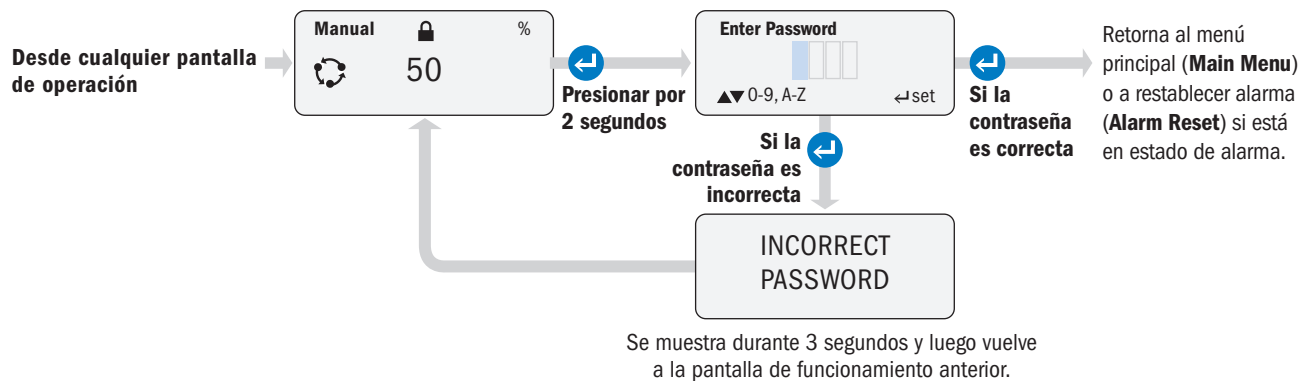 Desde cualquier pantalla
de operación
Manual
%
50
Presionar por
2 segundos
Enter Password
▲▼ 0-9, A-Z
↵ set
Si la
contraseña
es correcta
Retorna al menú
principal (Main Menu)
o a restablecer alarma
(Alarm Reset) si está
en estado de alarma.
Si la
contraseña es
incorrecta
INCORRECT
PASSWORD
Se muestra durante 3 segundos y luego vuelve
a la pantalla de funcionamiento anterior.